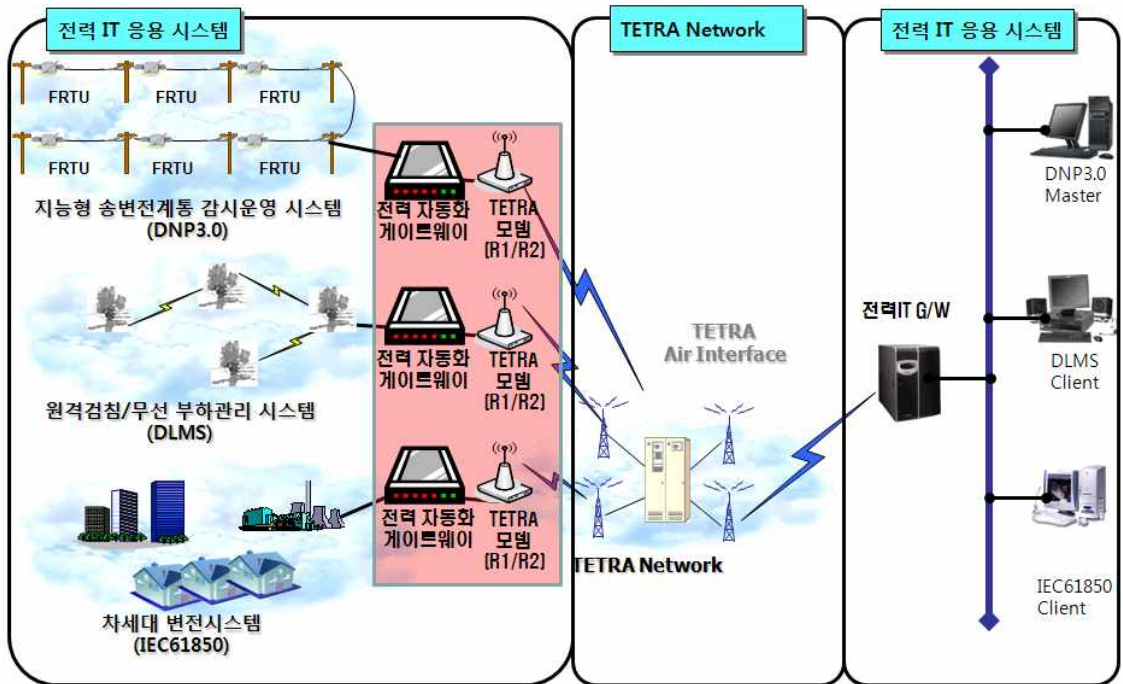 전력 IT 응용 시스템
FRTU
FRTU
FRTU
FRTU
FRTU
FRTU
지능형 송변전계통 감시운영 시스템
(DNP3.0)
전력 자동화
게이트웨이
TETRA
모뎀
(R1/R2)
원격검침/무선 부하관리 시스템
(DLMS)
전력 자동화
게이트웨이
TETRA
모뎀
(R1/R2)
차세대 변전시스템
(IEC61850)
전력 자동화
게이트웨이
TETRA
모뎀
(R1/R2)
TETRA Network
TETRA
Air Interface
TETRA Network
전력 IT 응용 시스템
전력IT G/W
DNP3.0
Master
DLMS
Client
IEC61850
Client